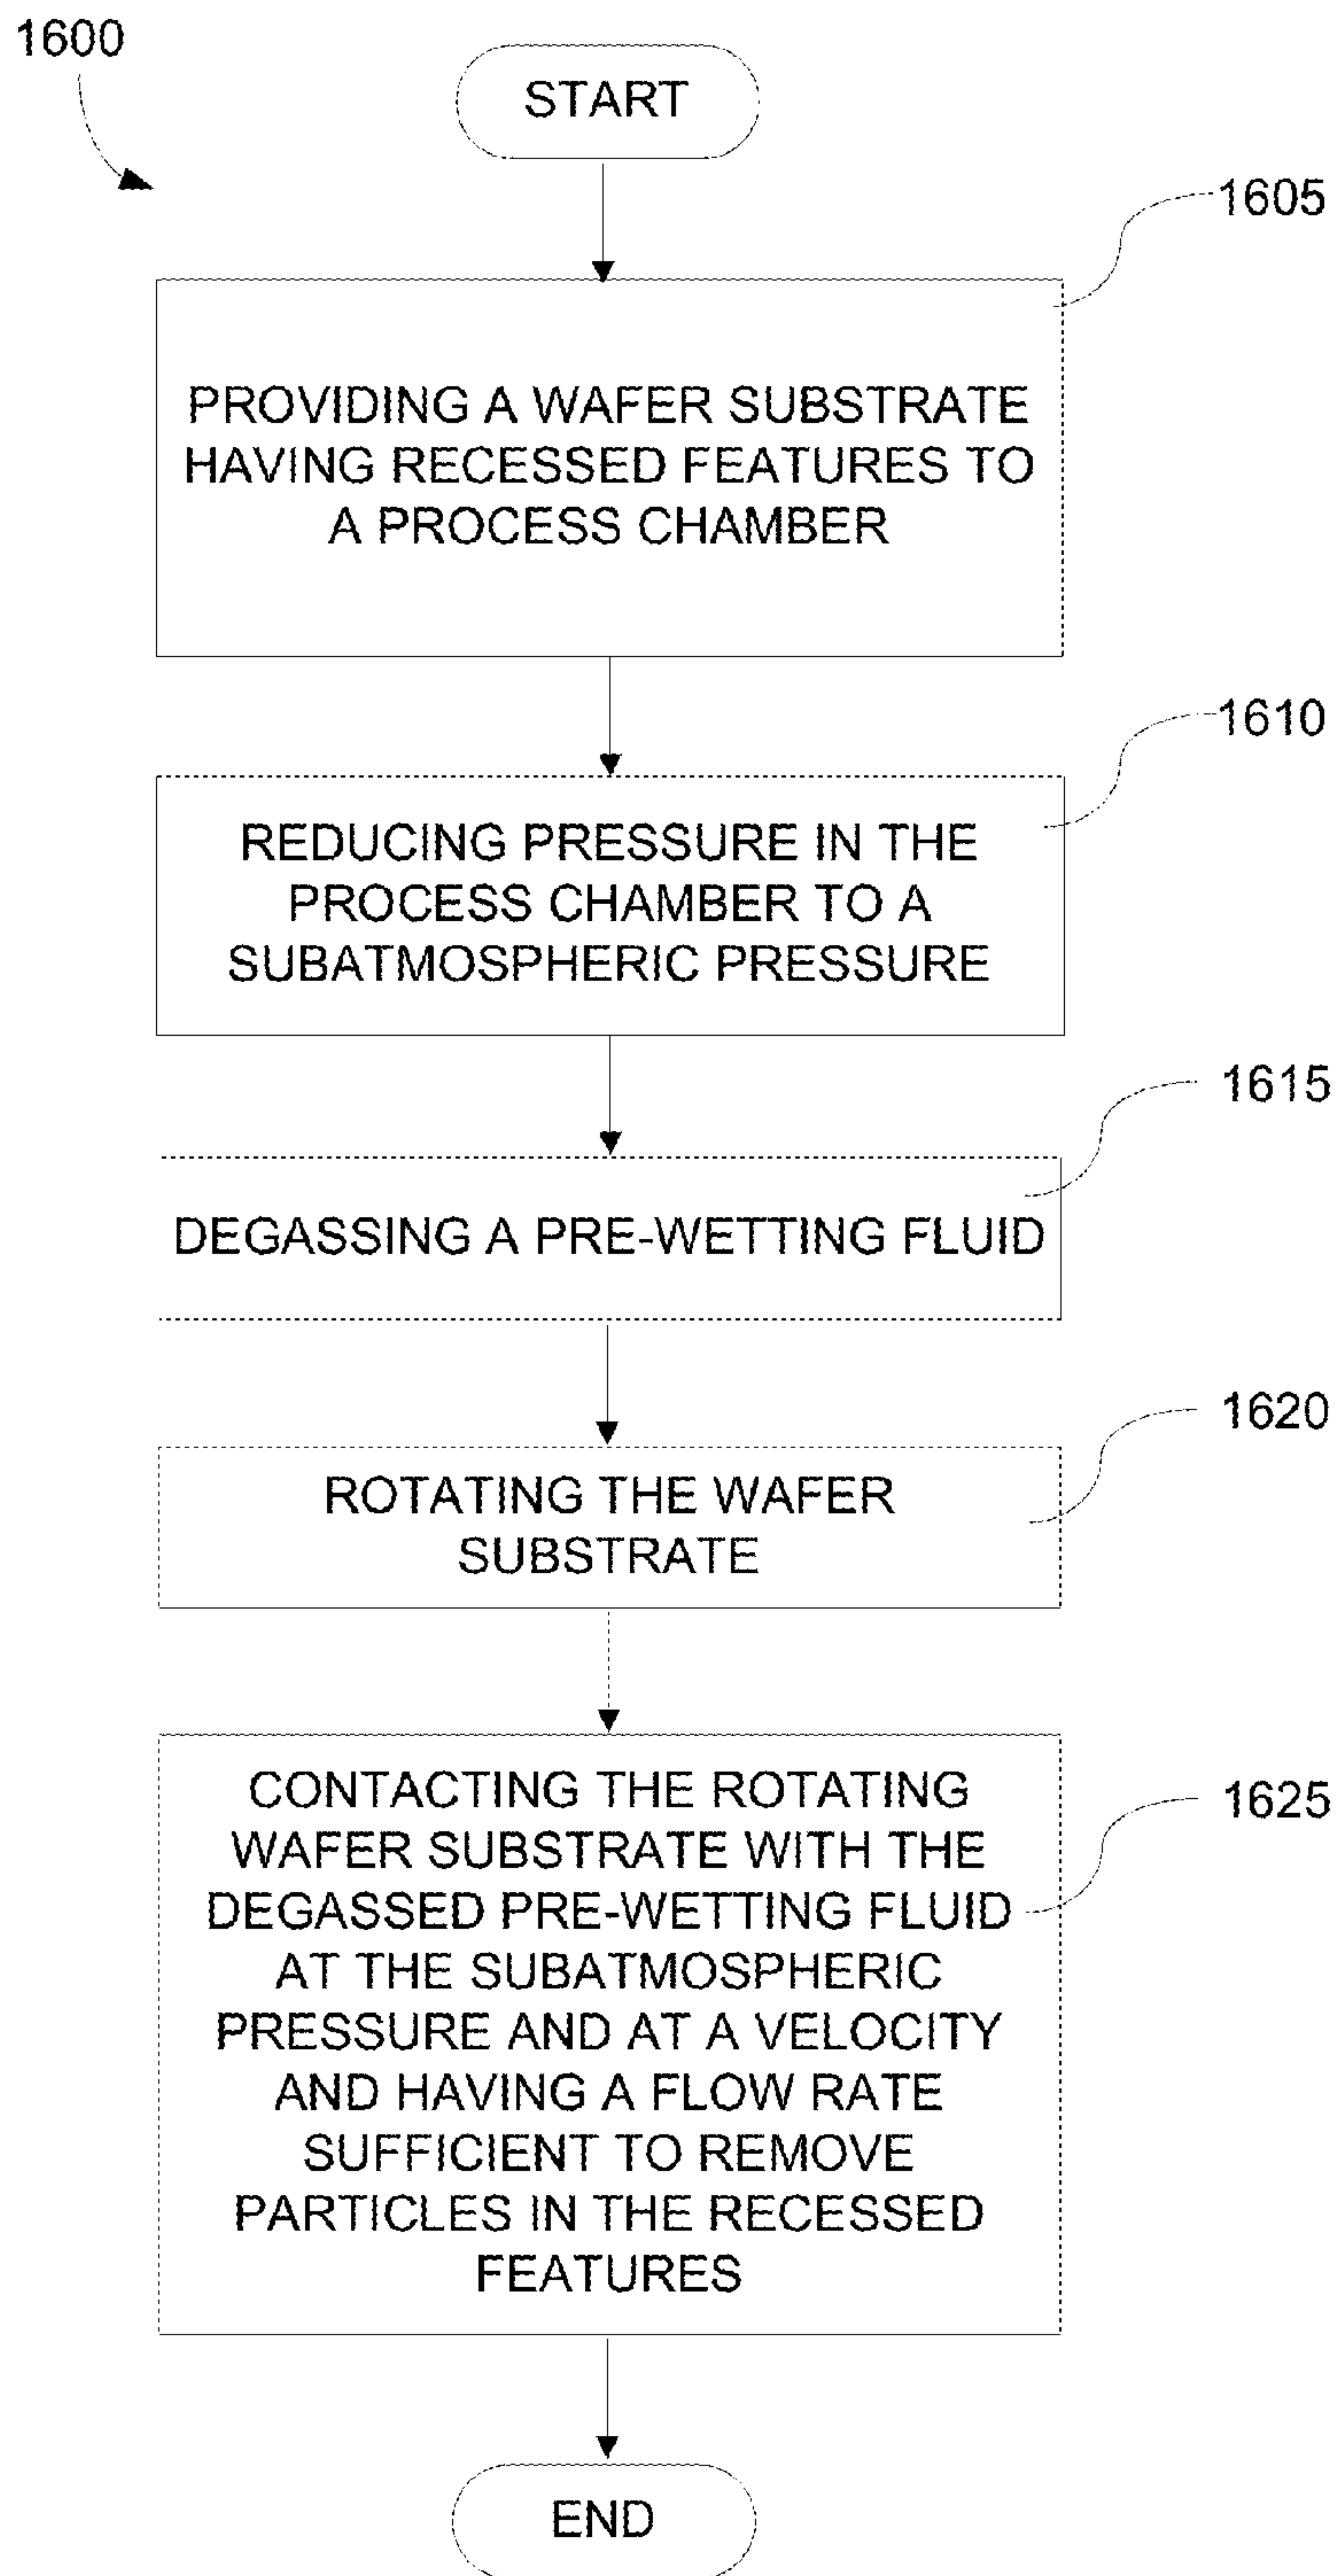 1600
START
1605
PROVIDING A WAFER SUBSTRATE
HAVING RECESSED FEATURES TO
A PROCESS CHAMBER
1610
REDUCING PRESSURE IN THE
PROCESS CHAMBER TO A
SUBATMOSPHERIC PRESSURE
1615
DEGASSING A PRE-WETTING FLUID
1620
ROTATING THE WAFER
SUBSTRATE
1625
CONTACTING THE ROTATING
WAFER SUBSTRATE WITH THE
DEGASSED PRE-WETTING FLUID
AT THE SUBATMOSPHERIC
PRESSURE AND AT A VELOCITY
AND HAVING A FLOW RATE
SUFFICIENT TO REMOVE
PARTICLES IN THE RECESSED
FEATURES
END